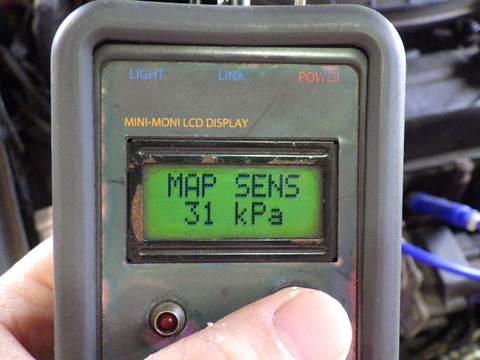 LIGHT LINK POWER
MINI-MONI LCD DISPLAY
MAP SENS
31 kPa